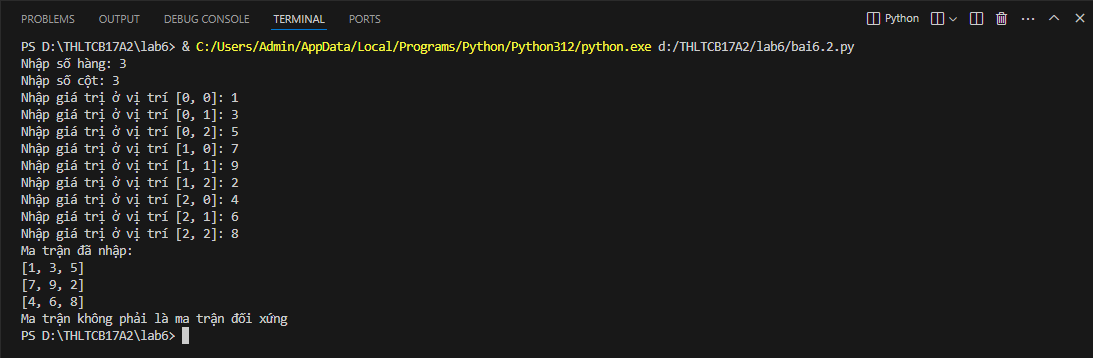 PROBLEMS OUTPUT DEBUG CONSOLE TERMINAL PORTS Python
PS D:\THLTCB17A2\lab6> & C:/Users/Admin/AppData/Local/Programs/Python/Python312/python.exe d:/THLTCB17A2/lab6/bai6.2.py
Nhập số hàng: 3
Nhập số cột: 3
Nhập giá trị ở vị trí [0, 0]: 1
Nhập giá trị ở vị trí [0, 1]: 3
Nhập giá trị ở vị trí [0, 2]: 5
Nhập giá trị ở vị trí [1, 0]: 7
Nhập giá trị ở vị trí [1, 1]: 9
Nhập giá trị ở vị trí [1, 2]: 2
Nhập giá trị ở vị trí [2, 0]: 4
Nhập giá trị ở vị trí [2, 1]: 6
Nhập giá trị ở vị trí [2, 2]: 8
Ma trận đã nhập:
[1, 3, 5]
[7, 9, 2]
[4, 6, 8]
Ma trận không phải là ma trận đối xứng
PS D:\THLTCB17A2\lab6>